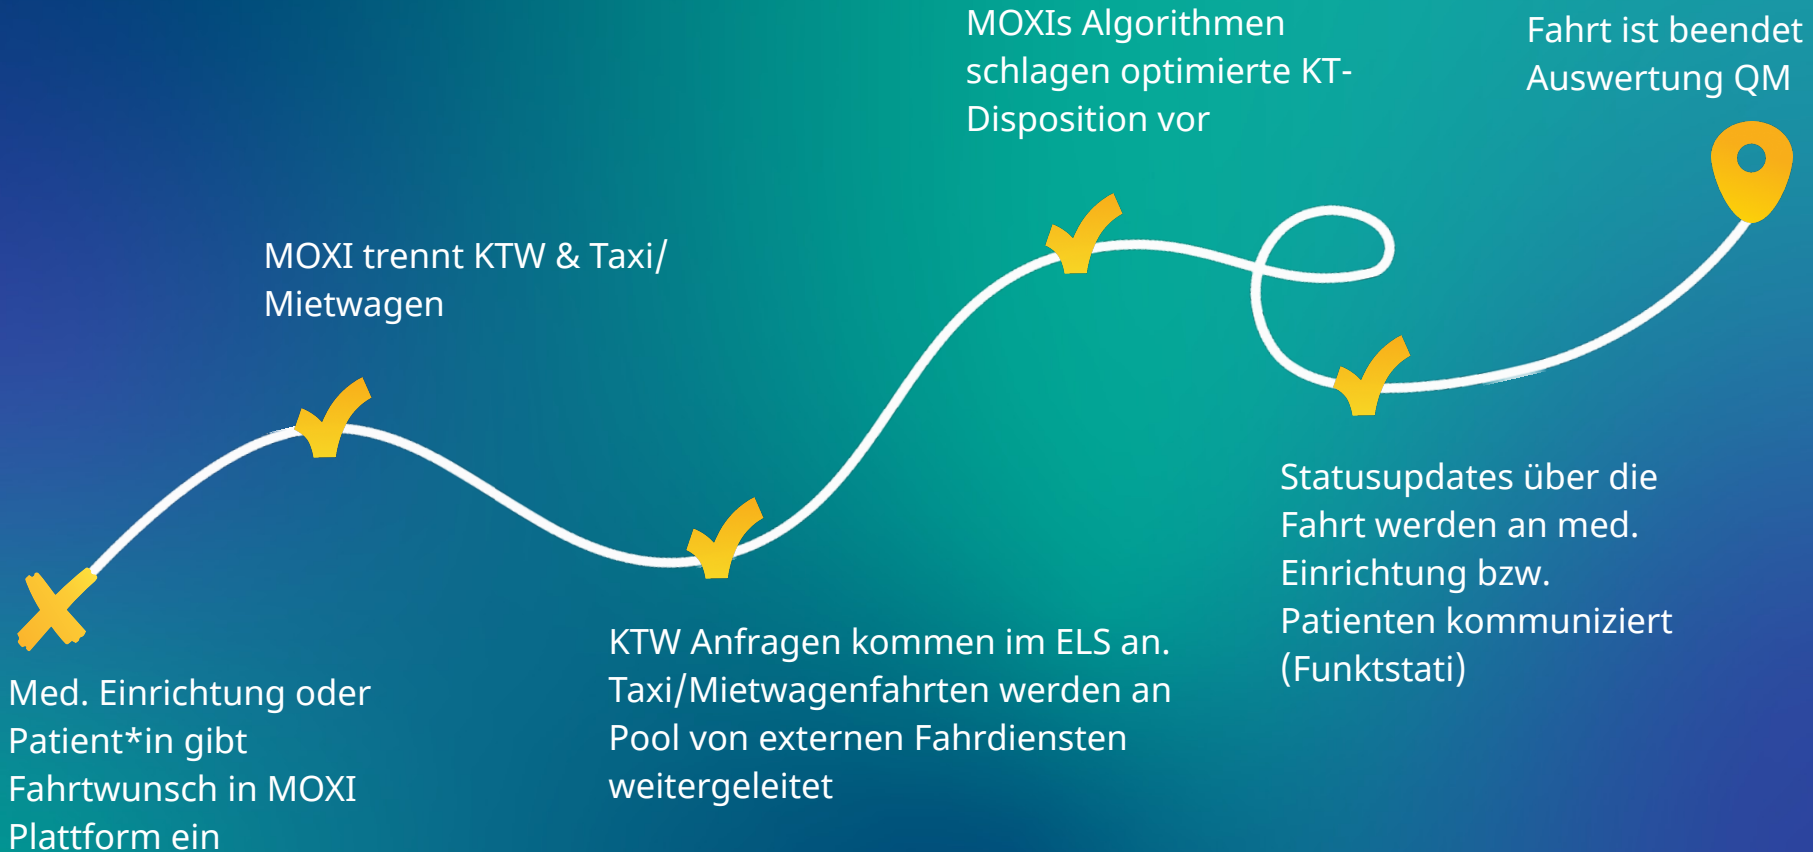 Med. Einrichtung oder
Patient*in gibt
Fahrtwunsch in MOXI
Plattform ein
MOXI trennt KTW & Taxi/
Mietwagen
KTW Anfragen kommen im ELS an.
Taxi/Mietwagenfahrten werden an
Pool von externen Fahrdiensten
weitergeleitet
MOXIs Algorithmen
schlagen optimierte KT-
Disposition vor
Statusupdates über die
Fahrt werden an med.
Einrichtung bzw.
Patienten kommuniziert
(Funktstati)
Fahrt ist beendet
Auswertung QM